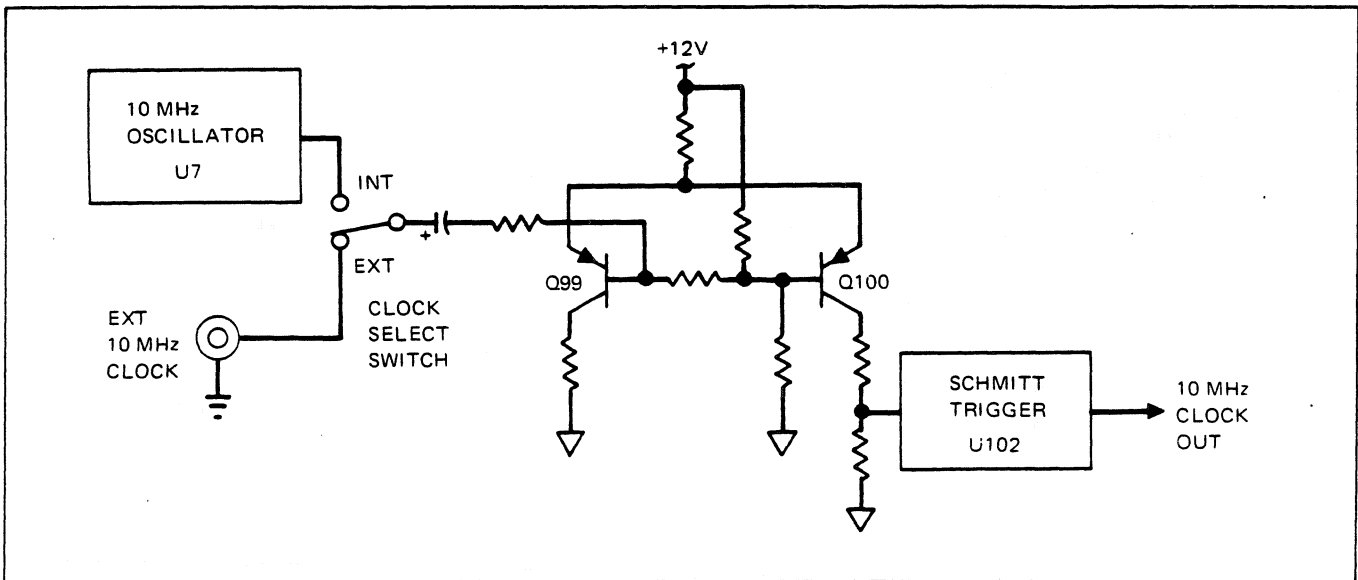 +12V
10 MHz
OSCILLATOR
U7
INT
+
EXT
Q99
Q100
EXT
10 MHz
CLOCK
CLOCK
SELECT
SWITCH
SCHMITT
TRIGGER
U102
10 MHz
CLOCK
OUT